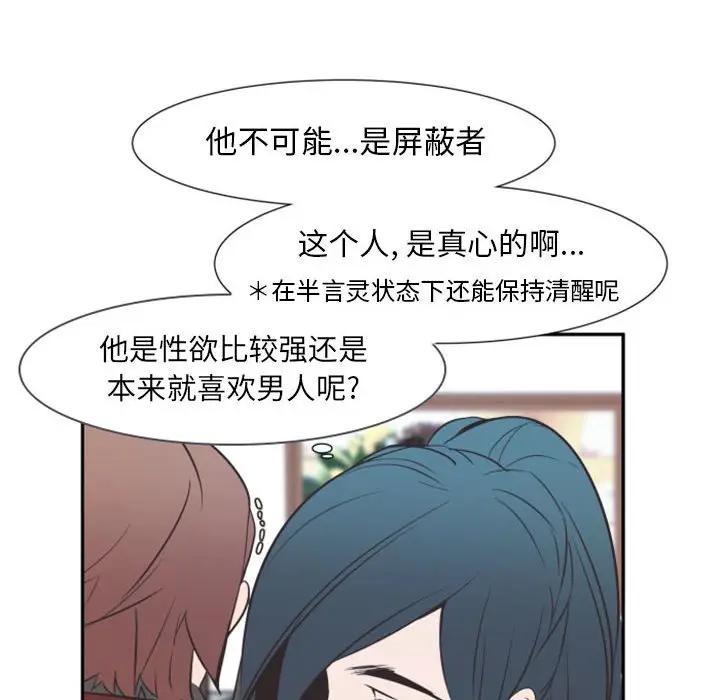 他不可能...是屏蔽者
这个人, 是真心的啊...
＊在半言灵状态下还能保持清醒呢
他是性欲比较强还是
本来就喜欢男人呢?